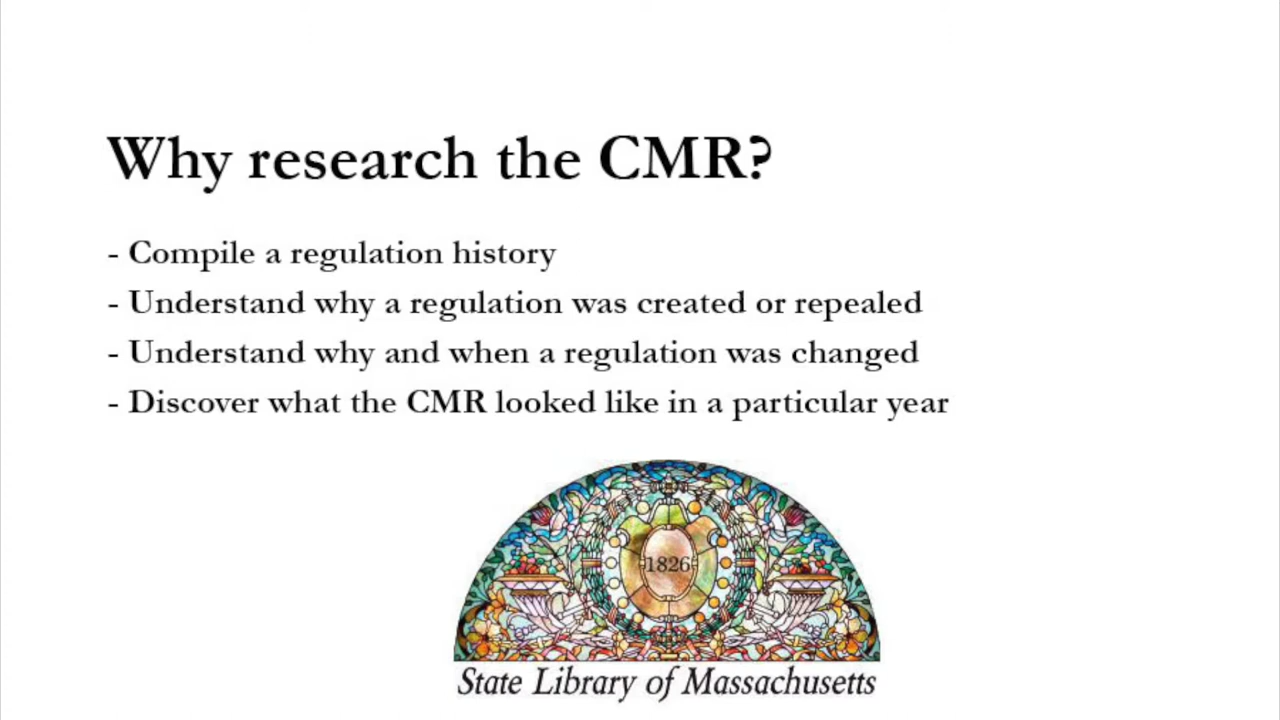 Why research the CMR?
- Compile a regulation history
- Understand why a regulation was created or repealed
- Understand why and when a regulation was changed
- Discover what the CMR looked like in a particular year
1826
State Library of Massachusetts